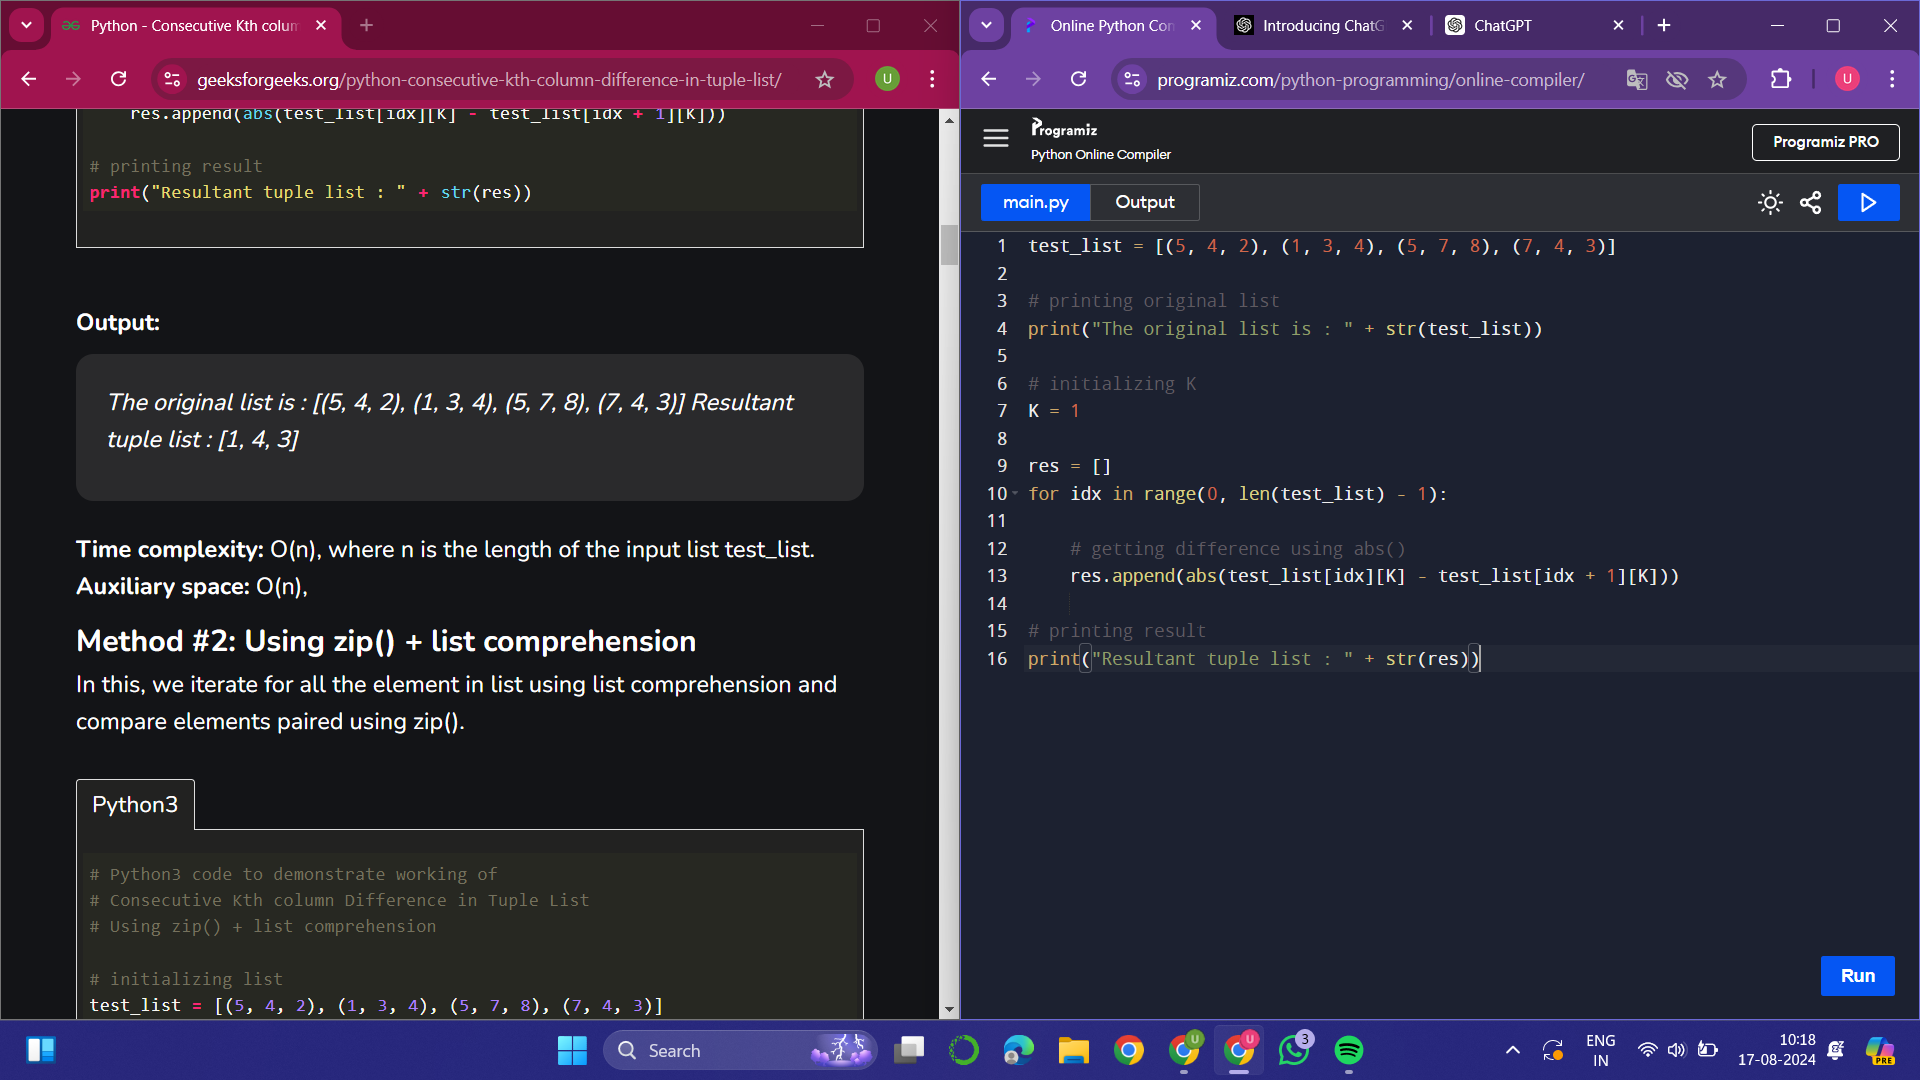 Python - Consecutive Kth colum
geeksforgeeks.org/python-consecutive-kth-column-difference-in-tuple-list/
U
res.append(abs(test_list[idx][K] - test_list[idx + 1][K]))
# printing result
print("Resultant tuple list : " + str(res))
Output:
The original list is : [(5, 4, 2), (1, 3, 4), (5, 7, 8), (7, 4, 3)] Resultant
tuple list : [1, 4, 3]
Time complexity: O(n), where n is the length of the input list test_list.
Auxiliary space: O(n),
Method #2: Using zip() + list comprehension
In this, we iterate for all the element in list using list comprehension and
compare elements paired using zip().
Python3
# Python3 code to demonstrate working of
# Consecutive Kth column Difference in Tuple List
# Using zip() + list comprehension
# initializing list
test_list = [(5, 4, 2), (1, 3, 4), (5, 7, 8), (7, 4, 3)]
Online Python Con
Introducing ChatG
ChatGPT
programiz.com/python-programming/online-compiler/
U
Programiz
Python Online Compiler
Programiz PRO
main.py
Output
1 test_list = [(5, 4, 2), (1, 3, 4), (5, 7, 8), (7, 4, 3)]
2
3 # printing original list
4 print("The original list is : " + str(test_list))
5
6 # initializing K
7 K = 1
8
9 res = []
10 for idx in range(0, len(test_list) - 1):
11
12 # getting difference using abs()
13 res.append(abs(test_list[idx][K] - test_list[idx + 1][K]))
14
15 # printing result
16 print("Resultant tuple list : " + str(res))
Run
Search
U
U
3
ENG
IN
10:18
17-08-2024
PRE